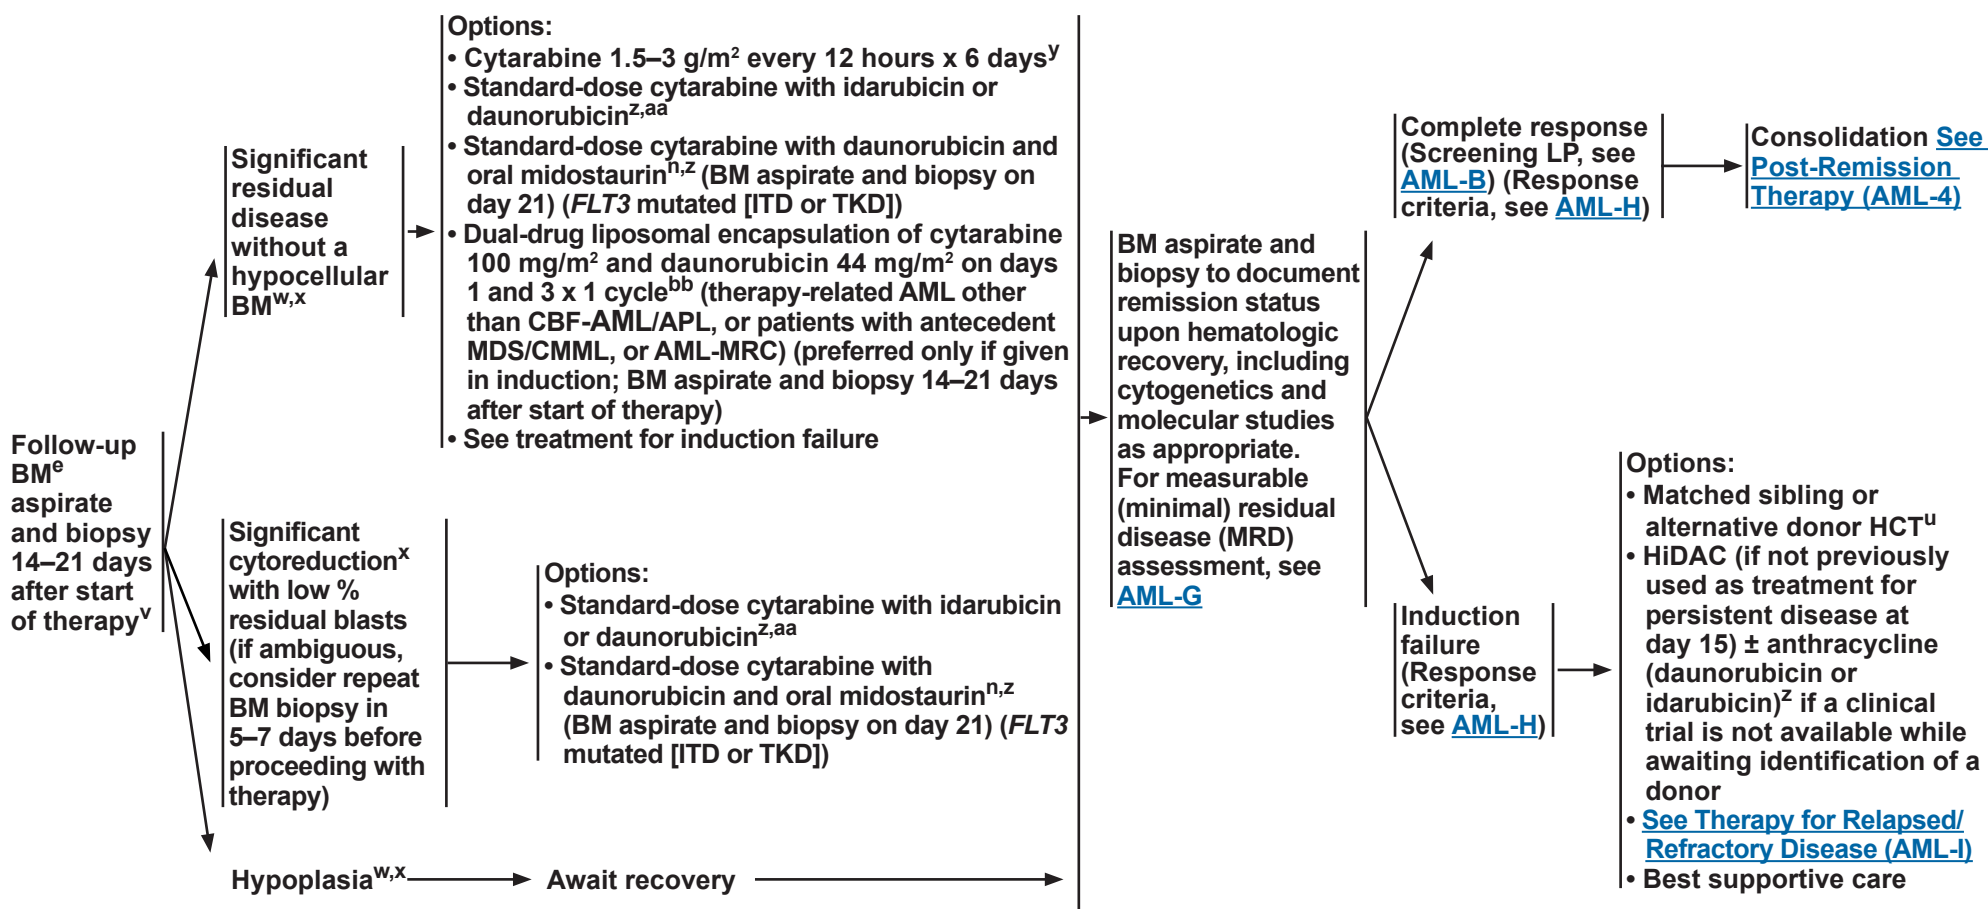 Follow-up
BMe
aspirate
and biopsy
14–21 days
after start
of therapyv
Significant
residual
disease
without a
hypocellular
BMw,x
Options:
• Cytarabine 1.5–3 g/m2 every 12 hours x 6 daysy
• Standard-dose cytarabine with idarubicin or
daunorubicinz,aa
• Standard-dose cytarabine with daunorubicin and
oral midostaurinn,z (BM aspirate and biopsy on
day 21) (FLT3 mutated [ITD or TKD])
• Dual-drug liposomal encapsulation of cytarabine
100 mg/m2 and daunorubicin 44 mg/m2 on days
1 and 3 x 1 cyclebb (therapy-related AML other
than CBF-AML/APL, or patients with antecedent
MDS/CMML, or AML-MRC) (preferred only if given
in induction; BM aspirate and biopsy 14–21 days
after start of therapy)
• See treatment for induction failure
Significant
cytoreductionx
with low %
residual blasts
(if ambiguous,
consider repeat
BM biopsy in
5–7 days before
proceeding with
therapy)
Options:
• Standard-dose cytarabine with idarubicin
or daunorubicinz,aa
• Standard-dose cytarabine with
daunorubicin and oral midostaurinn,z
(BM aspirate and biopsy on day 21) (FLT3
mutated [ITD or TKD])
Hypoplasiaw,x
Await recovery
BM aspirate and
biopsy to document
remission status
upon hematologic
recovery, including
cytogenetics and
molecular studies
as appropriate.
For measurable
(minimal) residual
disease (MRD)
assessment, see
AML-G
Complete response
(Screening LP, see
AML-B) (Response
criteria, see AML-H)
Consolidation See
Post-Remission
Therapy (AML-4)
Induction
failure
(Response
criteria,
see AML-H)
Options:
• Matched sibling or
alternative donor HCTu
• HiDAC (if not previously
used as treatment for
persistent disease at
day 15) ± anthracycline
(daunorubicin or
idarubicin)z if a clinical
trial is not available while
awaiting identification of a
donor
• See Therapy for Relapsed/
Refractory Disease (AML-I)
• Best supportive care